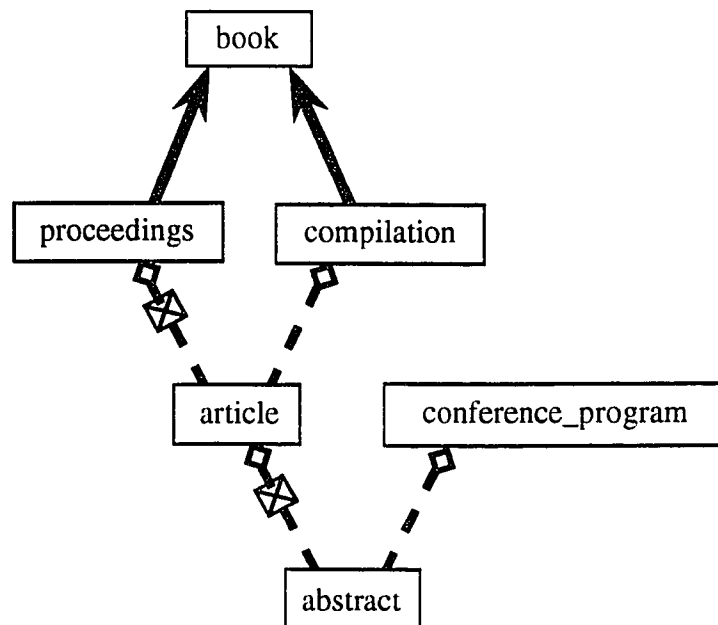 book
proceedings
compilation
article
conference_program
abstract